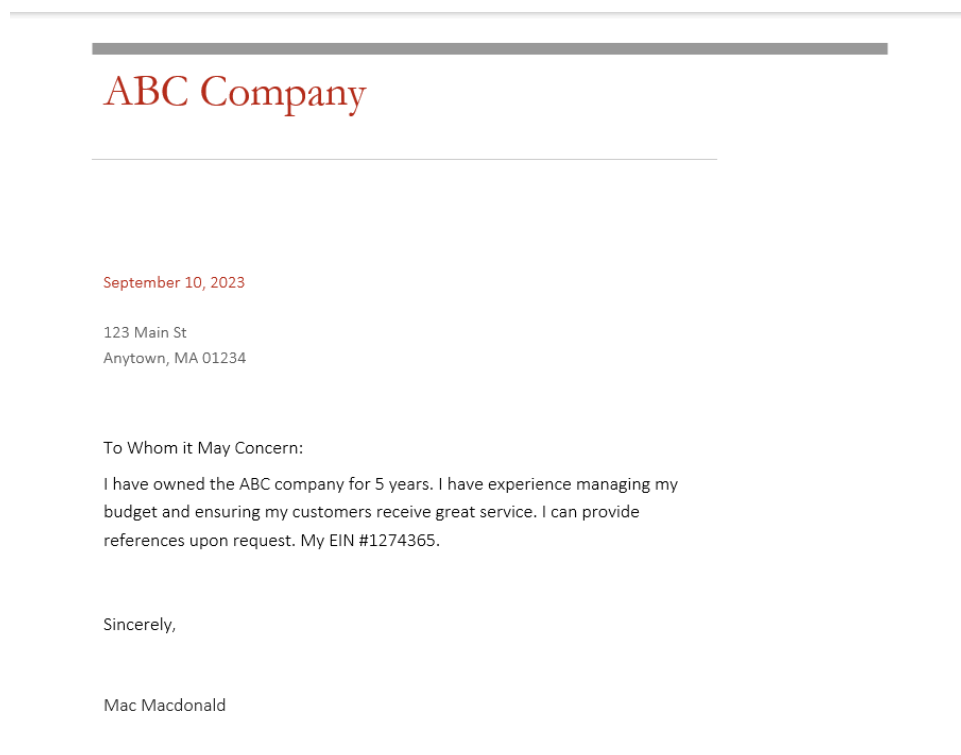 ABC Company
September 10, 2023
123 Main St
Anytown, MA 01234
To Whom it May Concern:
I have owned the ABC company for 5 years. I have experience managing my
budget and ensuring my customers receive great service. I can provide
references upon request. My EIN #1274365.
Sincerely,
Mac Macdonald